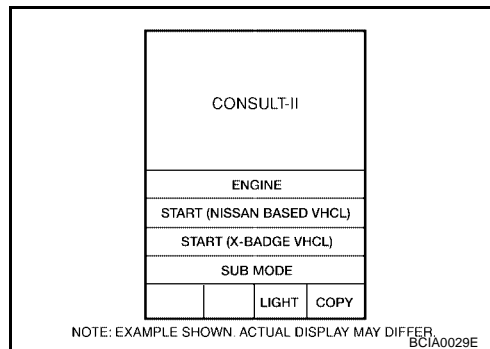 CONSULT-II
ENGINE
START (NISSAN BASED VHCL)
START (X-BADGE VHCL)
SUB MODE
LIGHT COPY
NOTE: EXAMPLE SHOWN. ACTUAL DISPLAY MAY DIFFER.
BCIA0029E